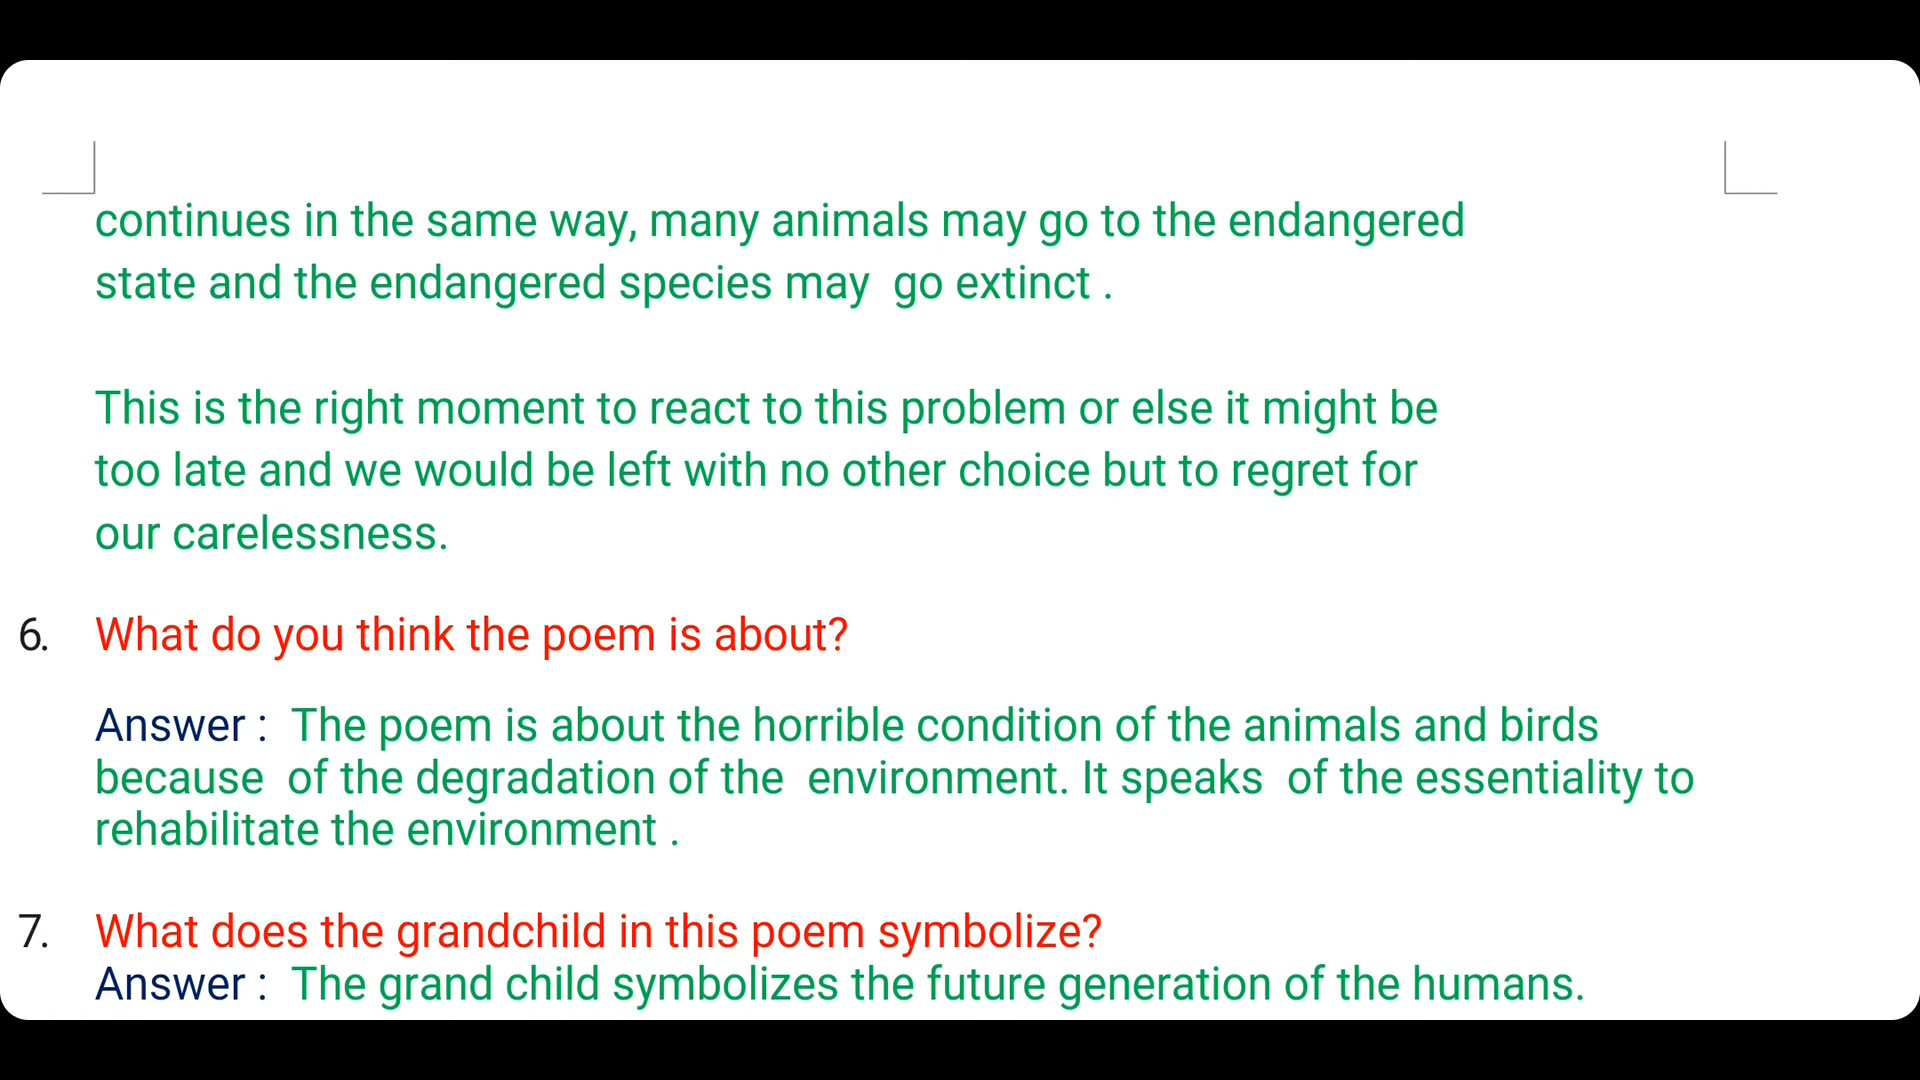 continues in the same way, many animals may go to the endangered
state and the endangered species may  go extinct .
This is the right moment to react to this problem or else it might be
too late and we would be left with no other choice but to regret for
our carelessness.
6. What do you think the poem is about?
Answer :  The poem is about the horrible condition of the animals and birds
because  of the degradation of the  environment. It speaks  of the essentiality to
rehabilitate the environment .
7. What does the grandchild in this poem symbolize?
Answer :  The grand child symbolizes the future generation of the humans.